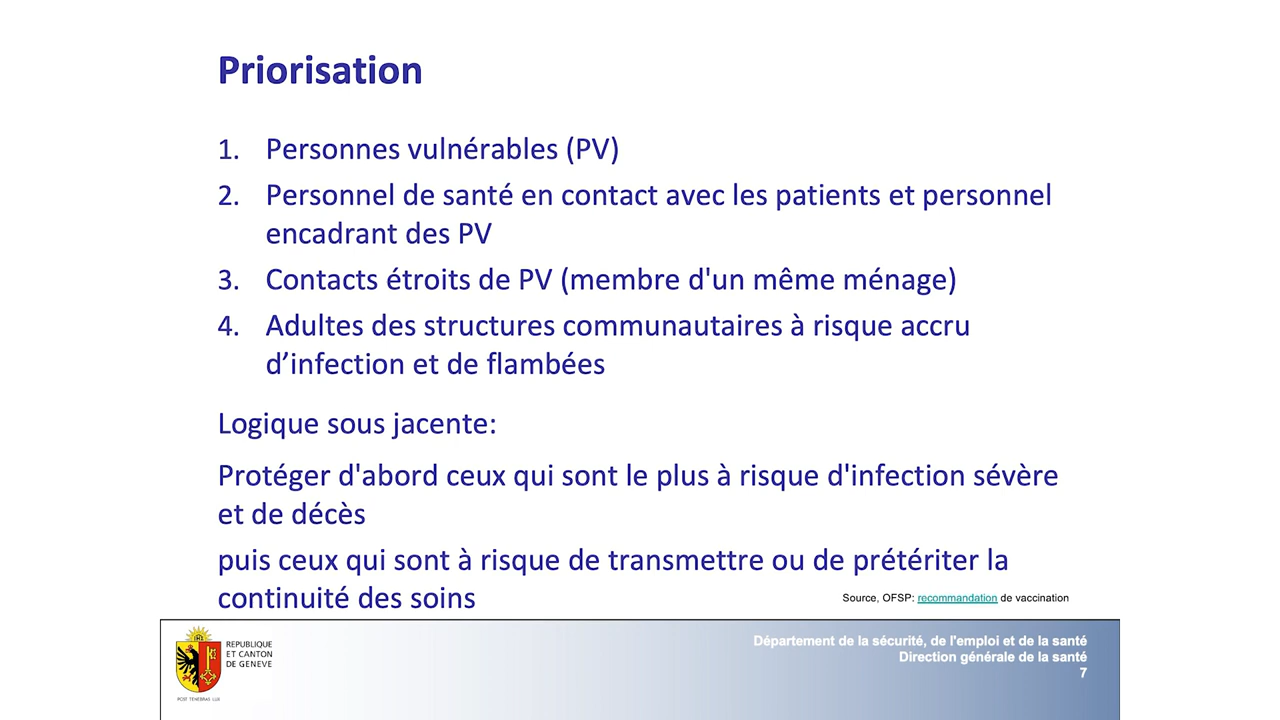 Priorisation
1. Personnes vulnérables (PV)
2. Personnel de santé en contact avec les patients et personnel
encadrant des PV
3. Contacts étroits de PV (membre d'un même ménage)
4. Adultes des structures communautaires à risque accru
d’infection et de flambées
Logique sous jacente:
Protéger d'abord ceux qui sont le plus à risque d'infection sévère
et de décès
puis ceux qui sont à risque de transmettre ou de prétériter la
continuité des soins
Source, OFSP: recommandation de vaccination
REPUBLIQUE
ET CANTON
DE GENEVE
POST TENEBRAS LUX
Département de la sécurité, de l'emploi et de la santé
Direction générale de la santé
7